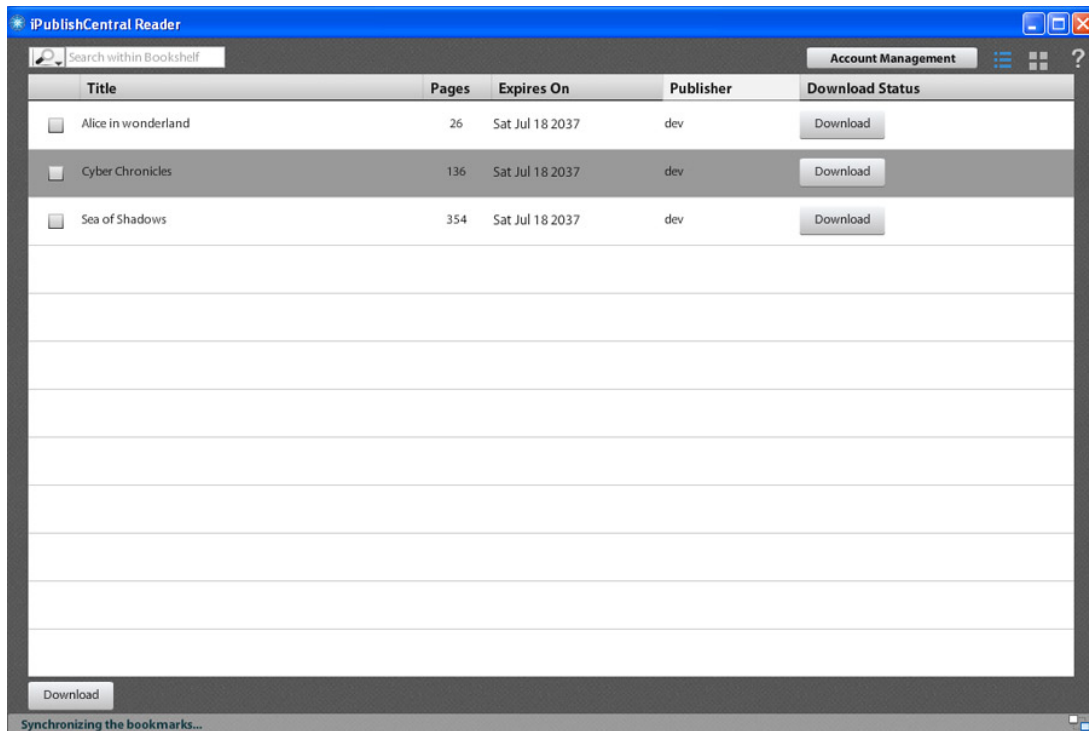 iPublishCentral Reader
Search within Bookshelf Account Management ?
Title Pages Expires On Publisher Download Status
Alice in wonderland 26 Sat Jul 18 2037 dev Download
Cyber Chronicles 136 Sat Jul 18 2037 dev Download
Sea of Shadows 354 Sat Jul 18 2037 dev Download
Download
Synchronizing the bookmarks...